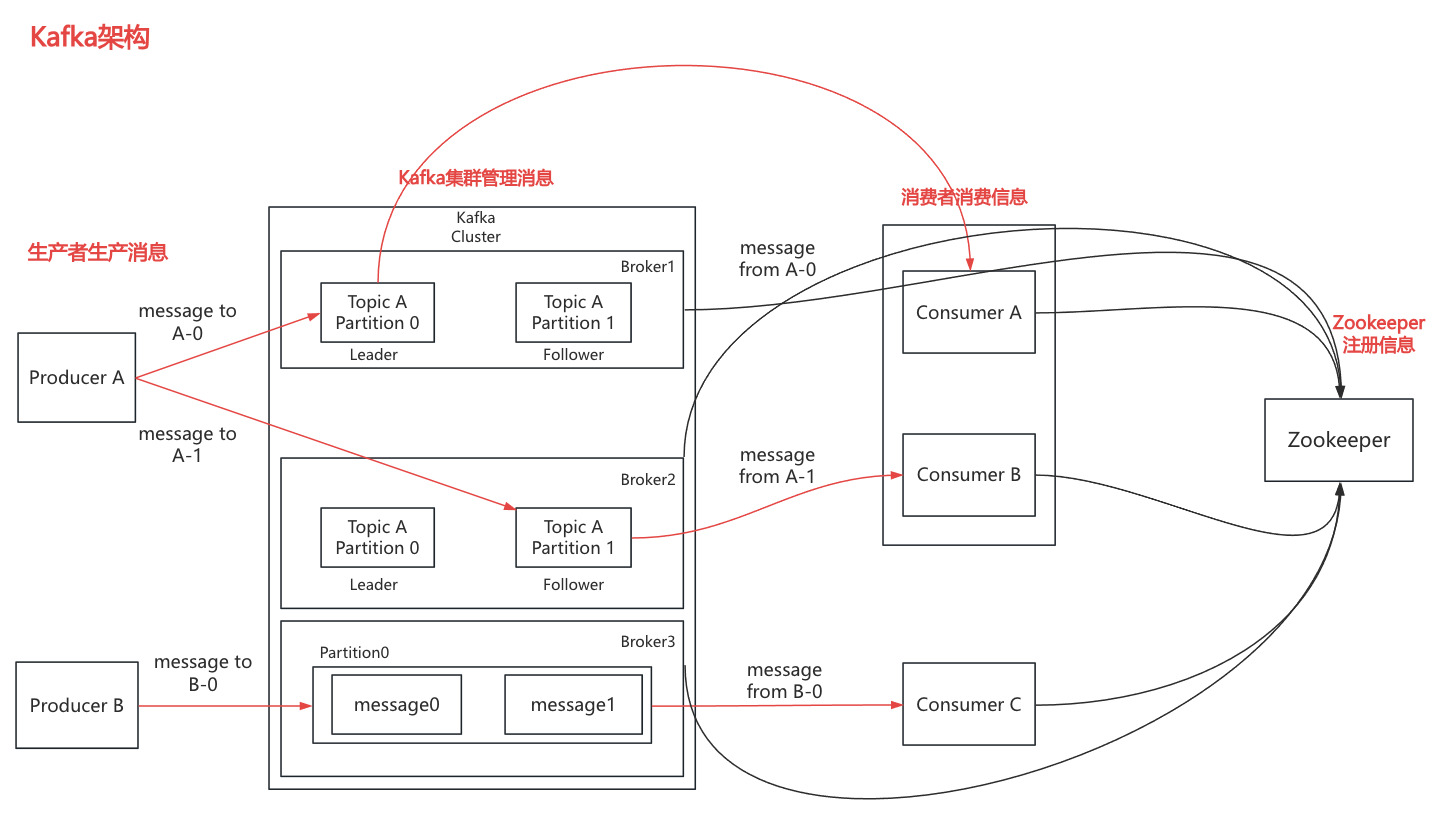 Kafka架构
Kafka集群管理消息
消费者消费信息
生产者生产消息
Kafka
Cluster
Broker1
message
from A-0
Topic A
Partition 0
Topic A
Partition 1
Leader
Follower
message to
A-0
Producer A
message to
A-1
Consumer A
Zookeeper
注册信息
Zookeeper
Broker2
Topic A
Partition 0
Topic A
Partition 1
Leader
Follower
message
from A-1
Consumer B
Broker3
Partition0
message0
message1
message to
B-0
Producer B
message
from B-0
Consumer C